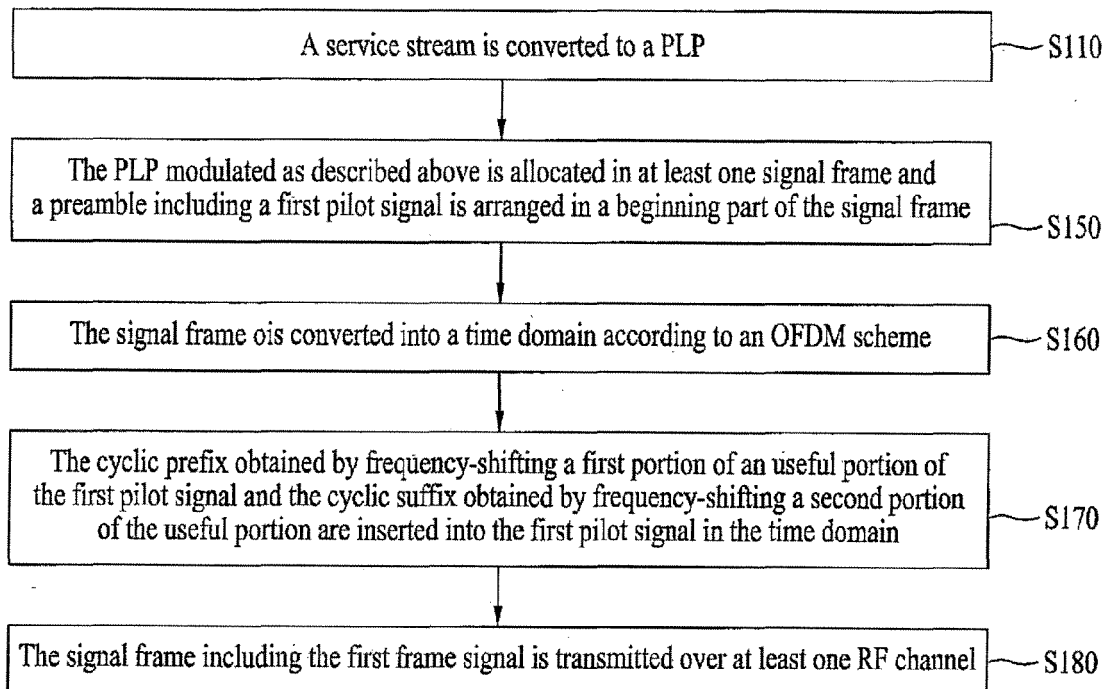 A service stream is converted to a PLP
S110
The PLP modulated as described above is allocated in at least one signal frame and
a preamble including a first pilot signal is arranged in a beginning part of the signal frame
S150
The signal frame ois converted into a time domain according to an OFDM scheme
S160
The cyclic prefix obtained by frequency-shifting a first portion of an useful portion of
the first pilot signal and the cyclic suffix obtained by frequency-shifting a second portion
of the useful portion are inserted into the first pilot signal in the time domain
S170
The signal frame including the first frame signal is transmitted over at least one RF channel
S180